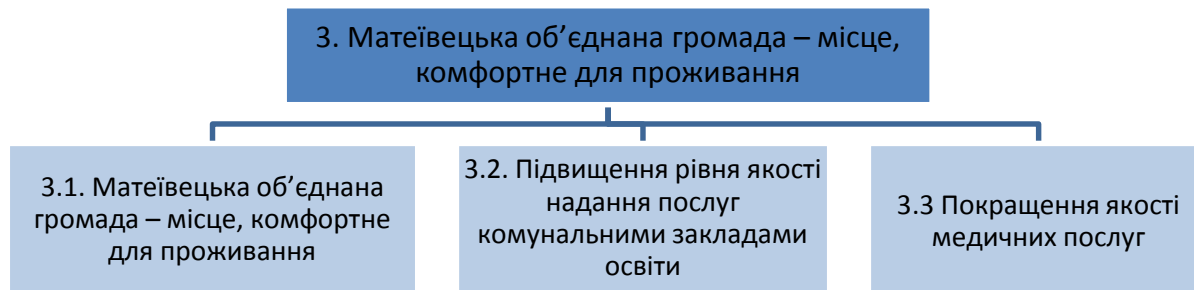 3. Матеївецька об’єднана громада – місце,
комфортне для проживання
3.1. Матеївецька об’єднана
громада – місце, комфортне
для проживання
3.2. Підвищення рівня якості
надання послуг
комунальними закладами
освіти
3.3 Покращення якості
медичних послуг